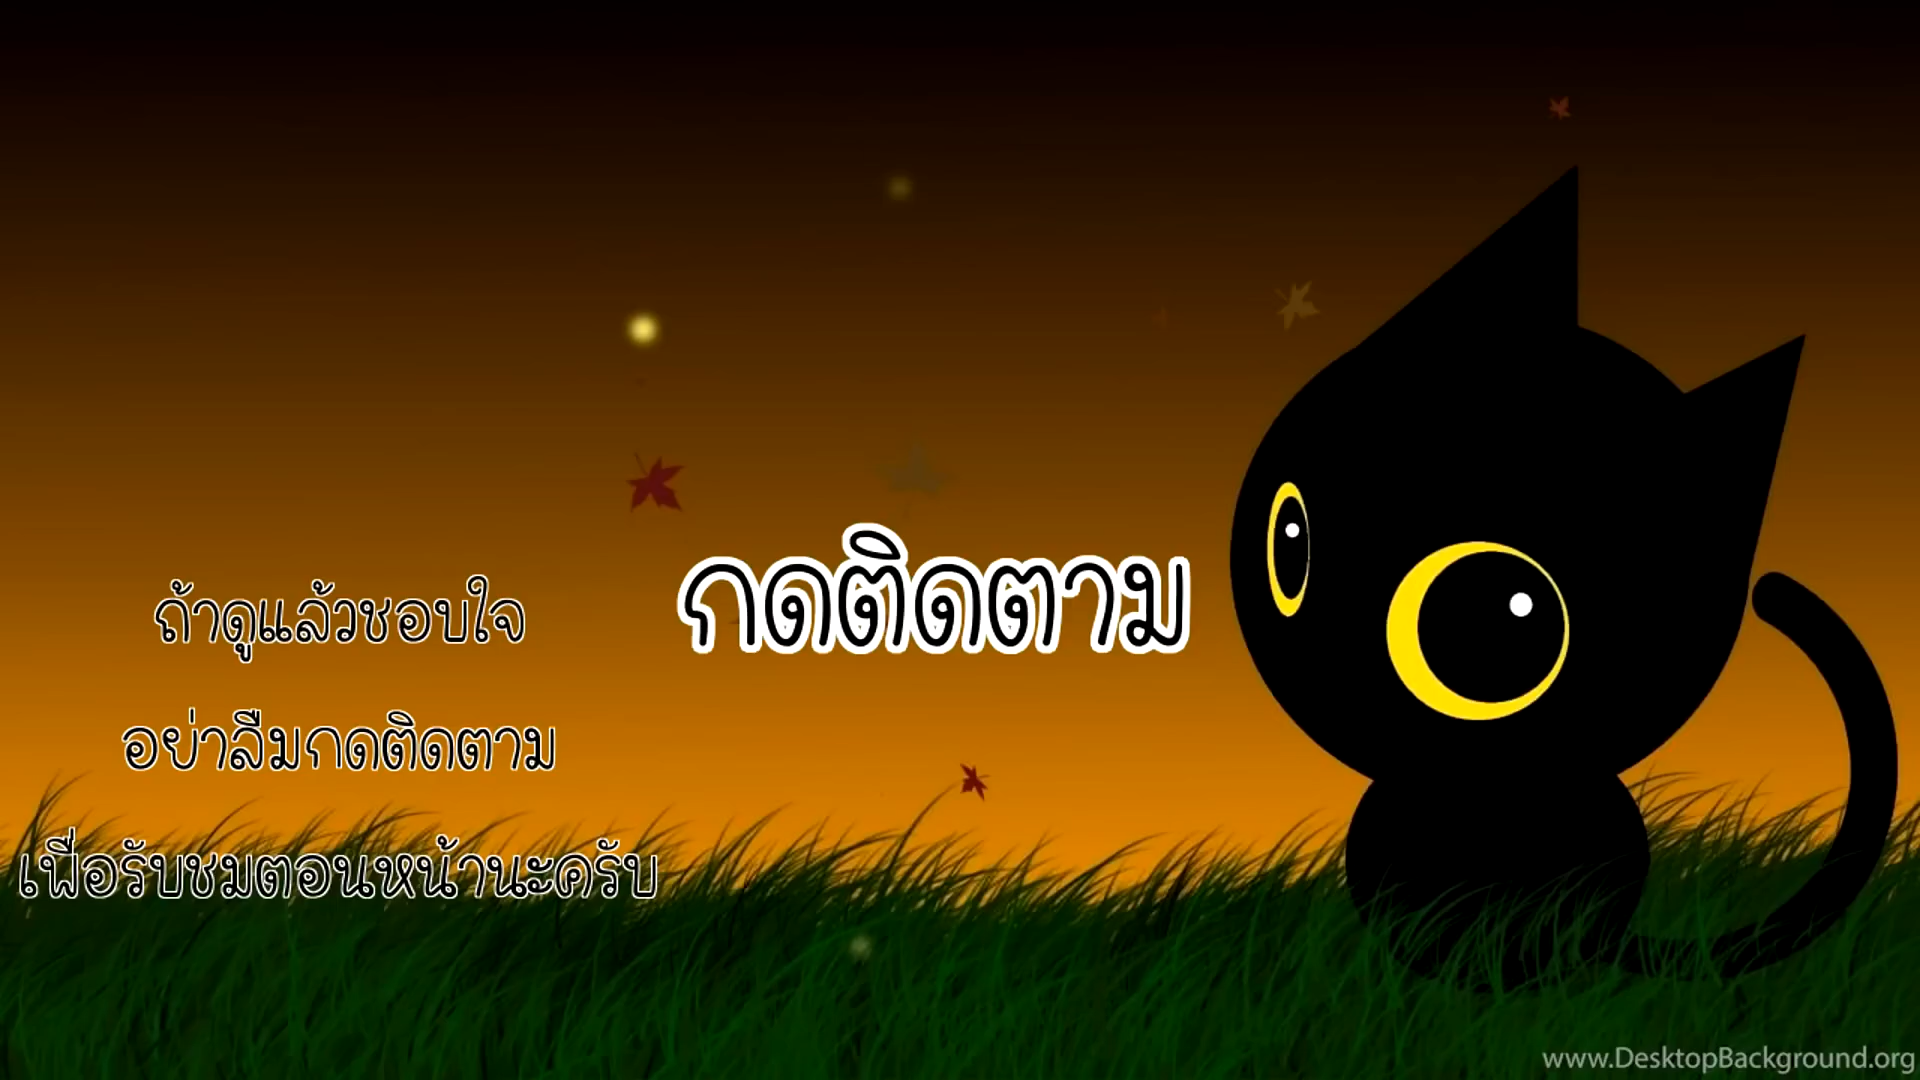 กดติดตาม
ถ้าดูแล้วชอบใจ
อย่าลืมกดติดตาม
เพื่อรับชมตอนหน้านะครับ
www.DesktopBackground.org